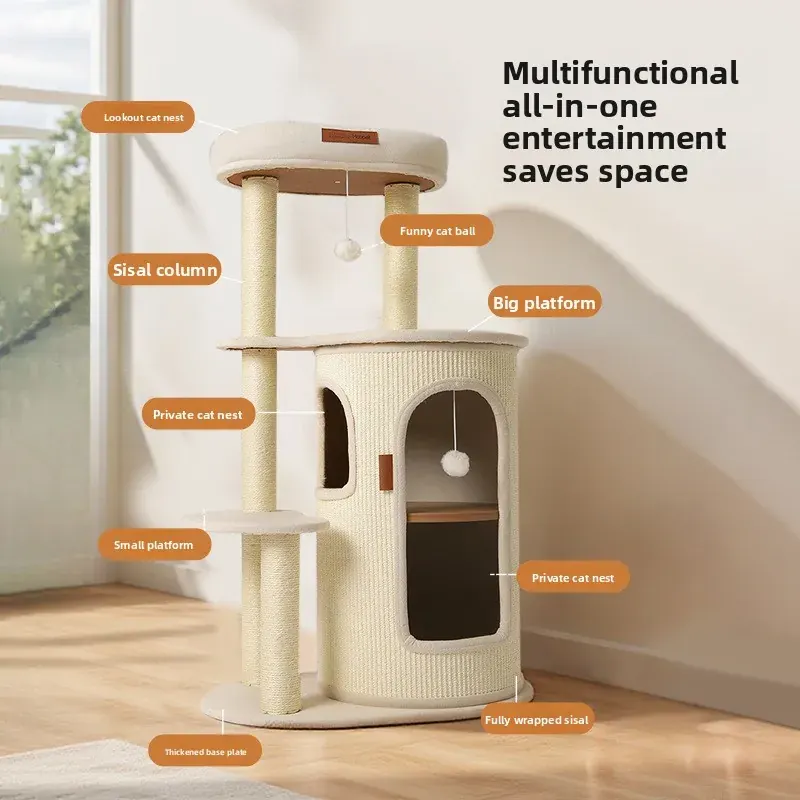 Multifunctional
all-in-one
entertainment
saves space
Lookout cat nest
Funny cat ball
Sisal column
Big platform
Private cat nest
Small platform
Private cat nest
Fully wrapped sisal
Thickened base plate